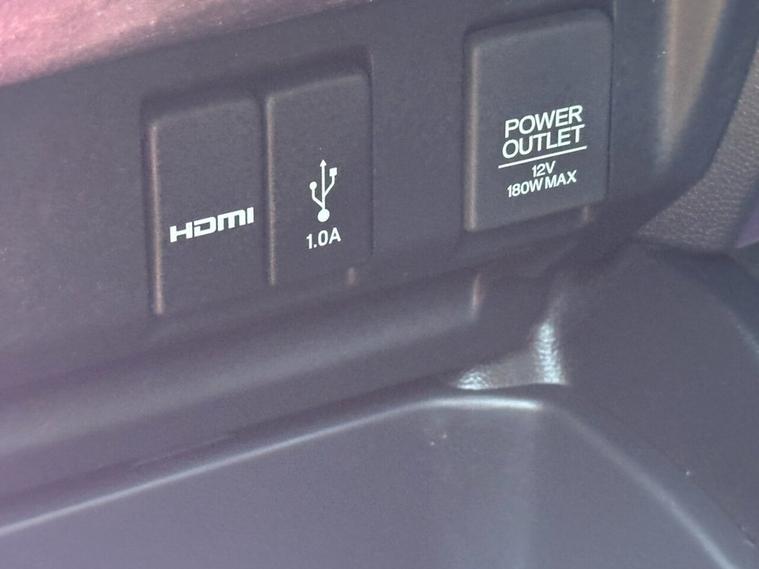 HDMI
1.0A
POWER
OUTLET
12V
180W MAX